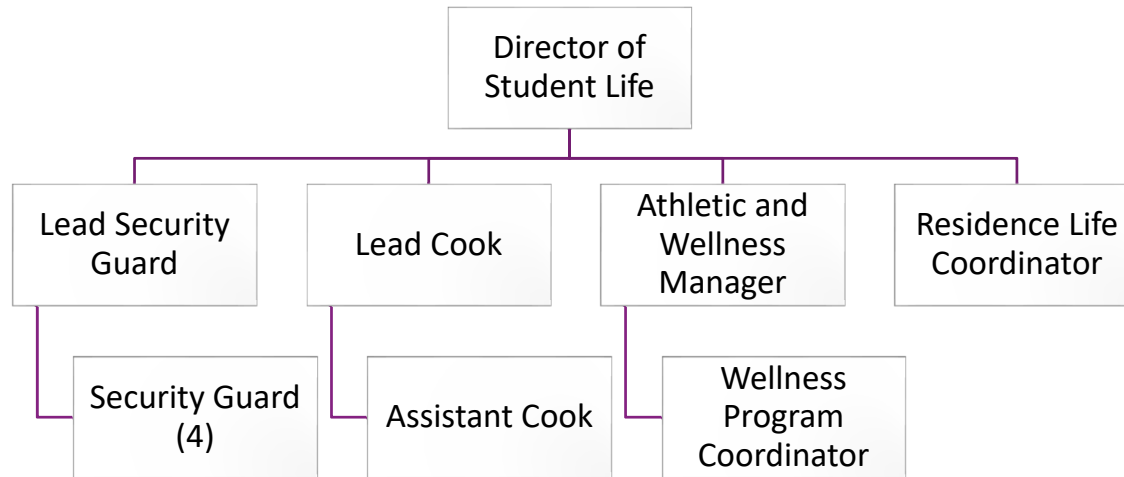 Director of
Student Life
Lead Security
Guard
Lead Cook
Athletic and
Wellness
Manager
Residence Life
Coordinator
Security Guard
(4)
Assistant Cook
Wellness
Program
Coordinator